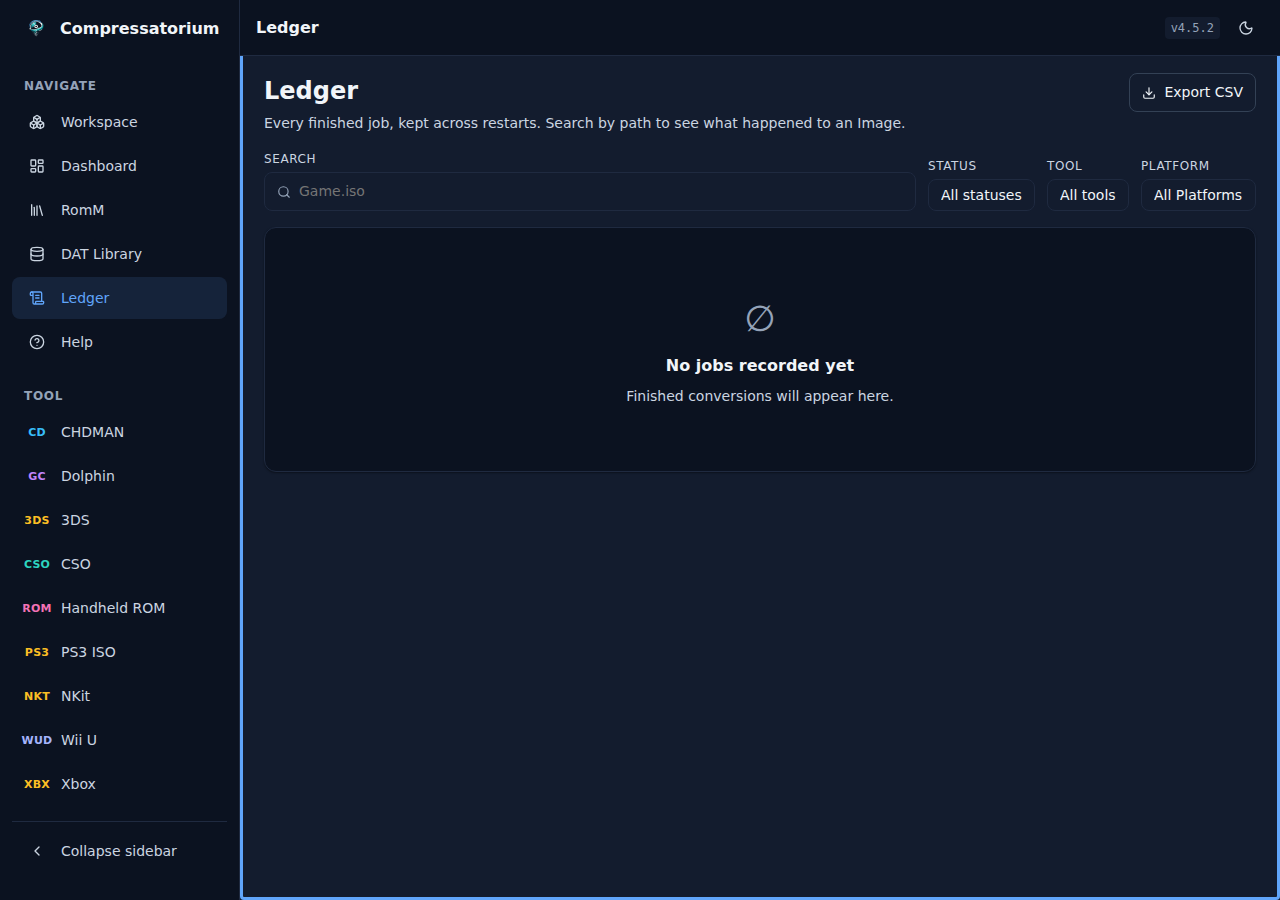 Compressatorium
Ledger
v4.5.2
NAVIGATE
Workspace
Dashboard
RomM
DAT Library
Ledger
Help
TOOL
CD CHDMAN
GC Dolphin
3DS 3DS
CSO CSO
ROM Handheld ROM
PS3 PS3 ISO
NKT NKit
WUD Wii U
XBX Xbox
Collapse sidebar
Ledger
Export CSV
Every finished job, kept across restarts. Search by path to see what happened to an Image.
SEARCH
Game.iso
STATUS
All statuses
TOOL
All tools
PLATFORM
All Platforms
No jobs recorded yet
Finished conversions will appear here.